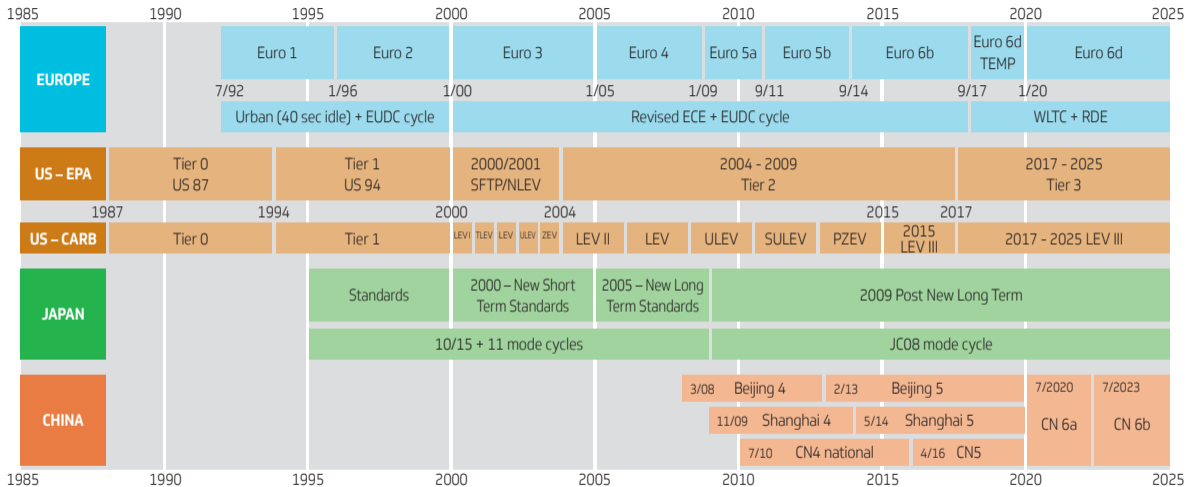 1985 1990 1995 2000 2005 2010 2015 2020 2025
EUROPE
Euro 1 Euro 2 Euro 3 Euro 4 Euro 5a Euro 5b Euro 6b Euro 6d TEMP Euro 6d
7/92 1/96 1/00 1/05 1/09 9/11 9/14 9/17 1/20
Urban (40 sec idle) + EUDC cycle Revised ECE + EUDC cycle WLTC + RDE
US – EPA
Tier 0 Tier 1 2000/2001 2004 - 2009 2017 - 2025
US 87 US 94 SFTP/NLEV Tier 2 Tier 3
1987 1994 2000 2004 2015 2017
US – CARB
Tier 0 Tier 1 LEV I TLEV LEV ULEV ZEV LEV II LEV ULEV SULEV PZEV 2015 LEV III 2017 - 2025 LEV III
JAPAN
Standards
2000 – New Short
Term Standards
2005 – New Long
Term Standards
2009 Post New Long Term
10/15 + 11 mode cycles JC08 mode cycle
CHINA
3/08 Beijing 4 2/13 Beijing 5
11/09 Shanghai 4 5/14 Shanghai 5
7/10 CN4 national 4/16 CN5
7/2020
CN 6a
7/2023
CN 6b
1985 1990 1995 2000 2005 2010 2015 2020 2025